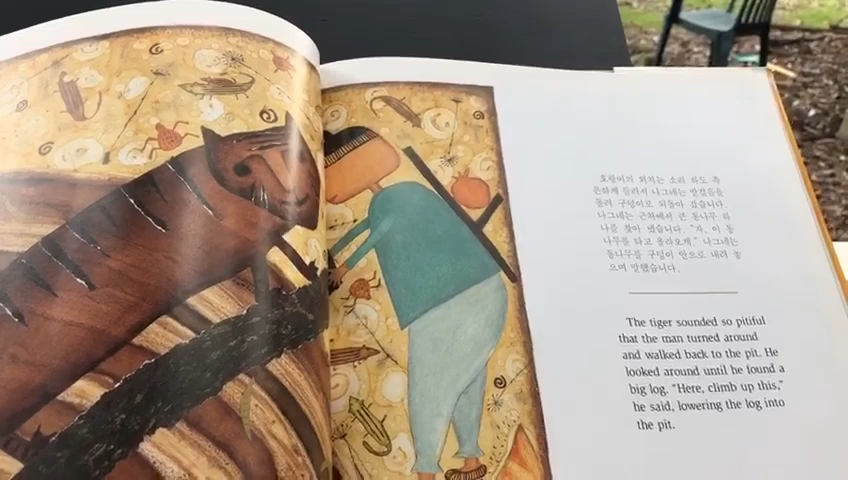 호랑이의 외치는 소리 하도 측
은하게 들려서 나그네는 발걸음을
돌려 구덩이로 되돌아 갔습니다.
나그네는 근처에서 큰 통나무 하
나를 찾아 냈습니다. "자, 이 통
나무를 타고 올라오게," 나그네는
통나무를 구덩이 안으로 내려 놓
으며 말했습니다.
The tiger sounded so pitiful
that the man turned around
and walked back to the pit. He
looked around until he found a
big log. "Here, climb up this,"
he said, lowering the log into
the pit.